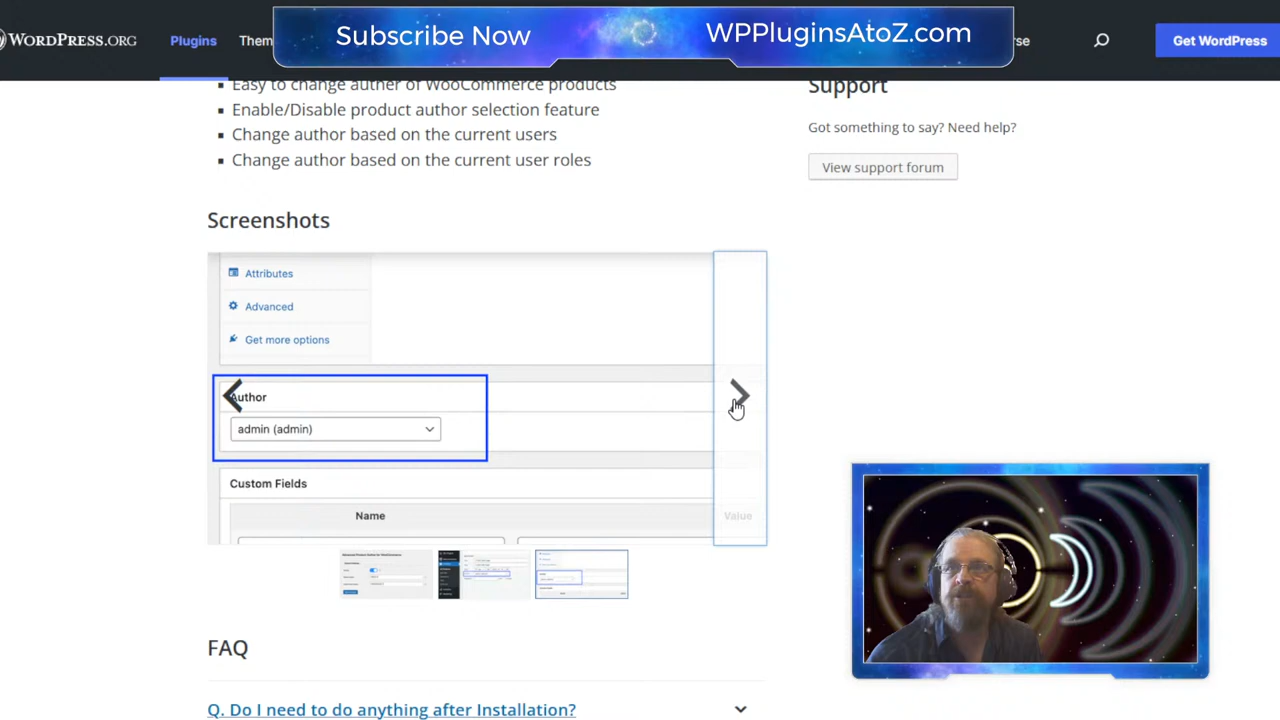 Subscribe Now
WPPluginsAtoZ.com
WORDPRESS.ORG
Plugins
Them
rse
Get WordPress
Easy to change auther of WooCommerce products
Enable/Disable product author selection feature
Change author based on the current users
Change author based on the current user roles
Support
Got something to say? Need help?
View support forum
Screenshots
Attributes
Advanced
Get more options
Author
admin (admin)
Custom Fields
Name
Value
FAQ
Q. Do I need to do anything after Installation?